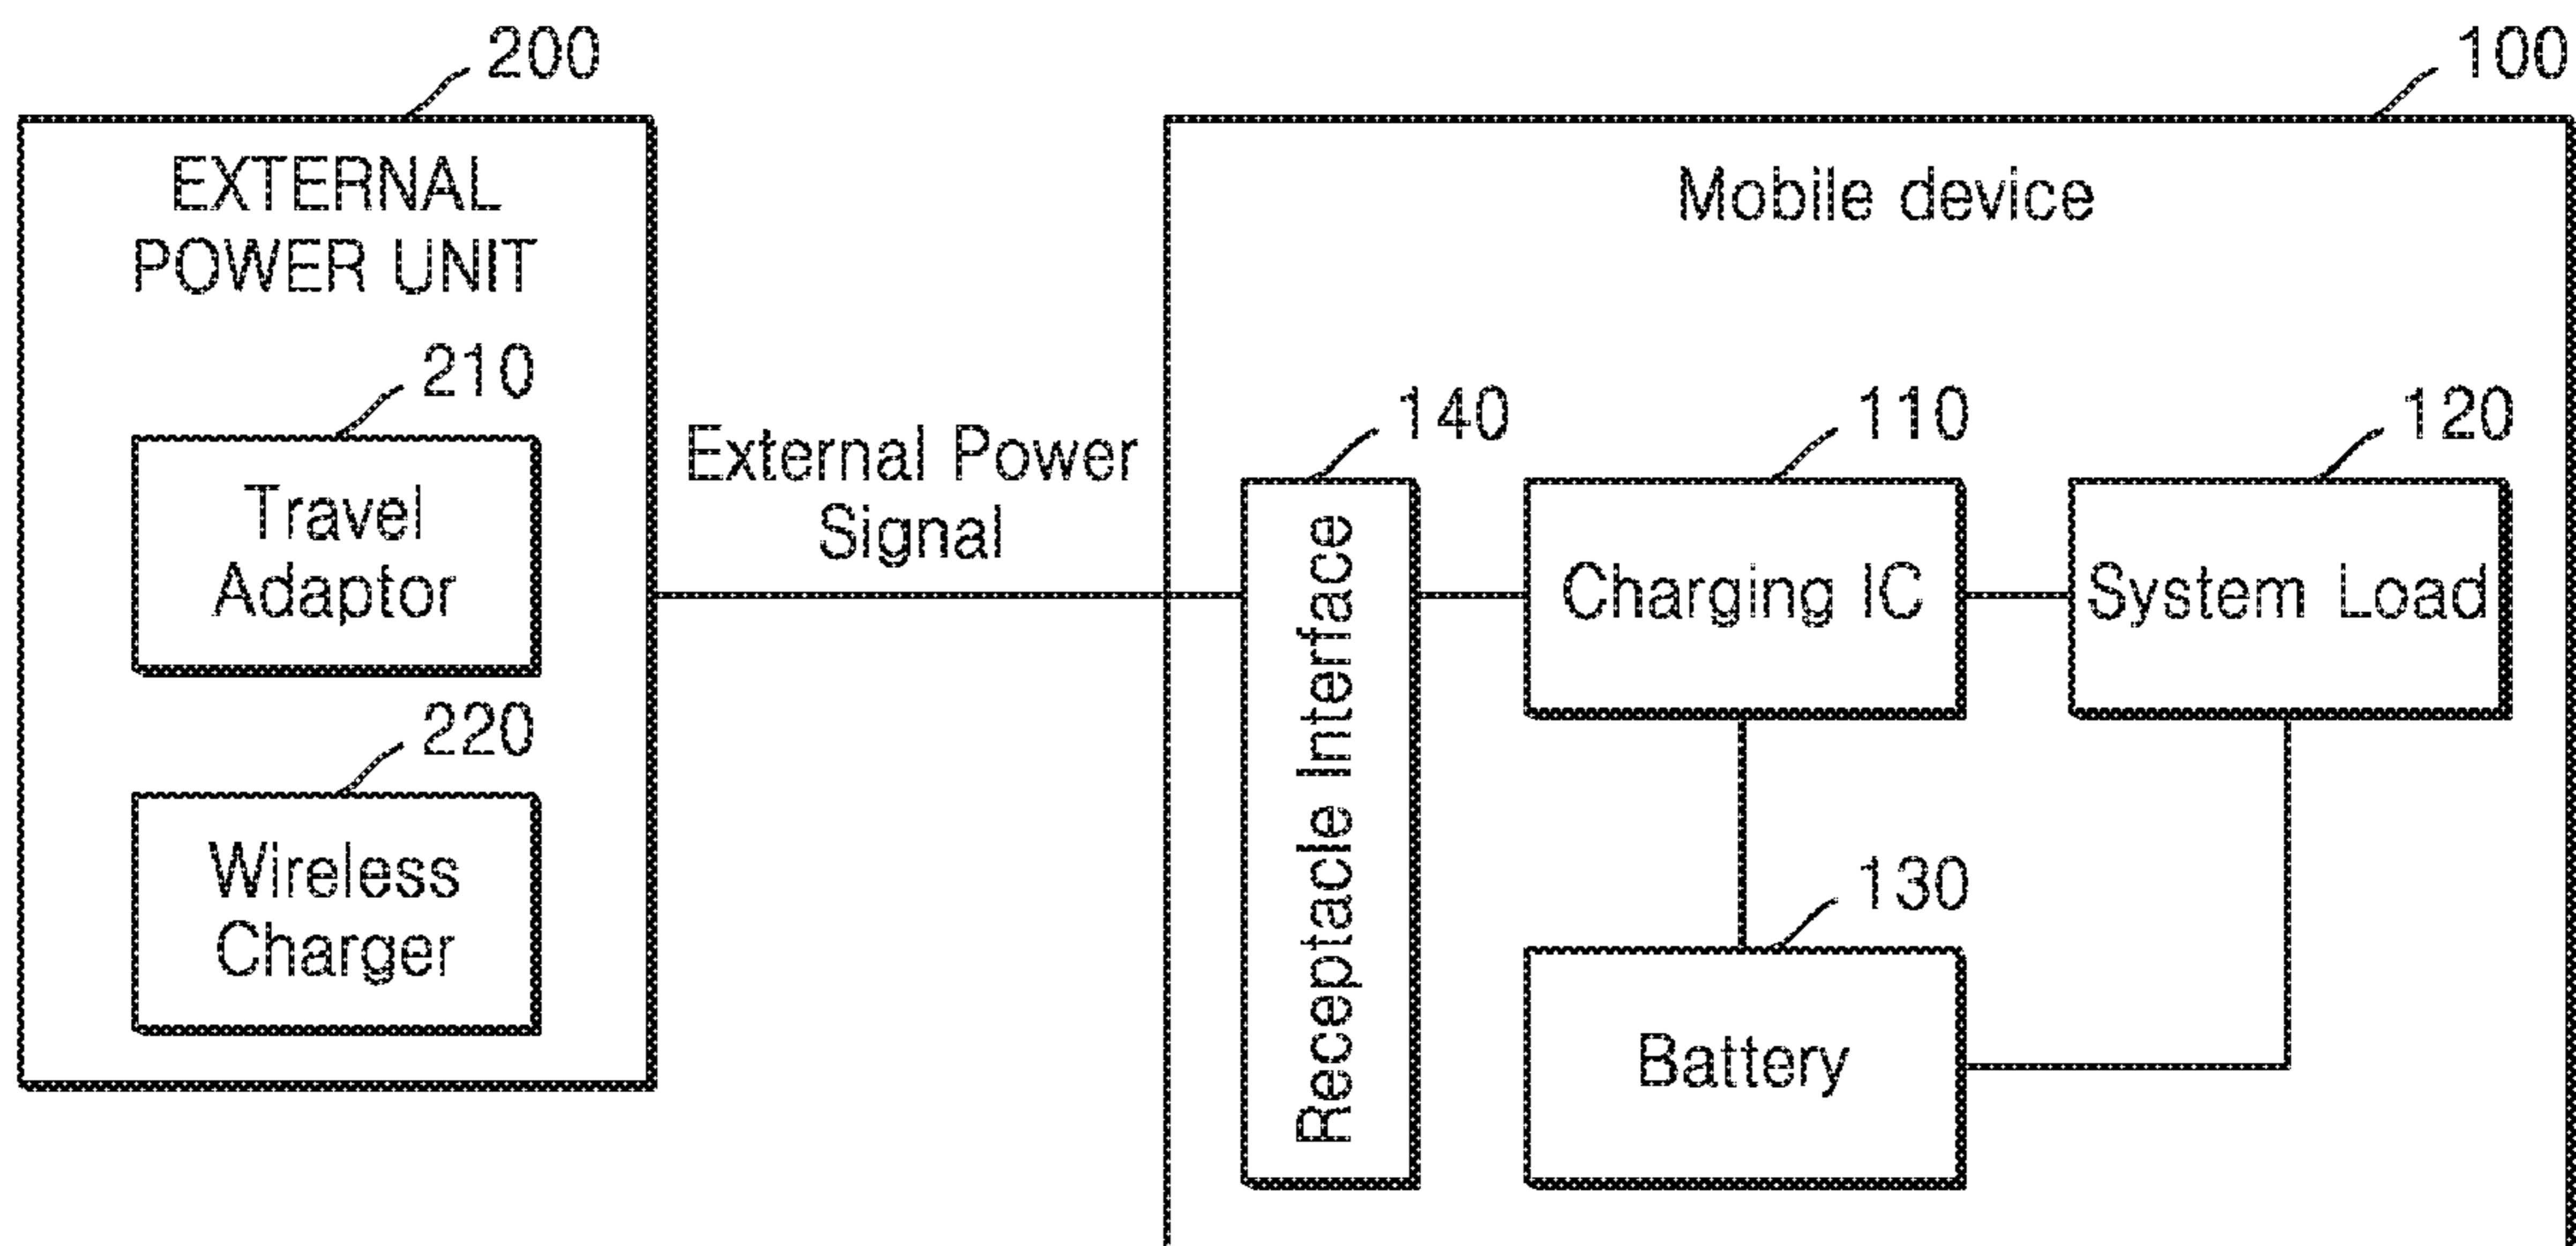 200
EXTERNAL
POWER UNIT
210
Travel
Adaptor
220
Wireless
Charger
External Power
Signal
100
Mobile device
140
Receptacle Interface
110
Charging IC
120
System Load
130
Battery